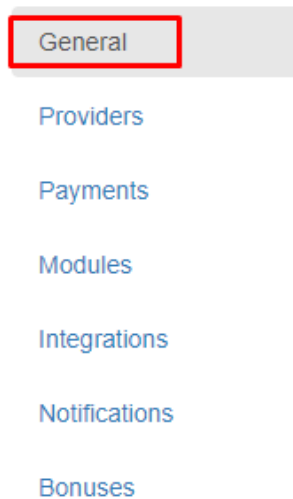 General
Providers
Payments
Modules
Integrations
Notifications
Bonuses